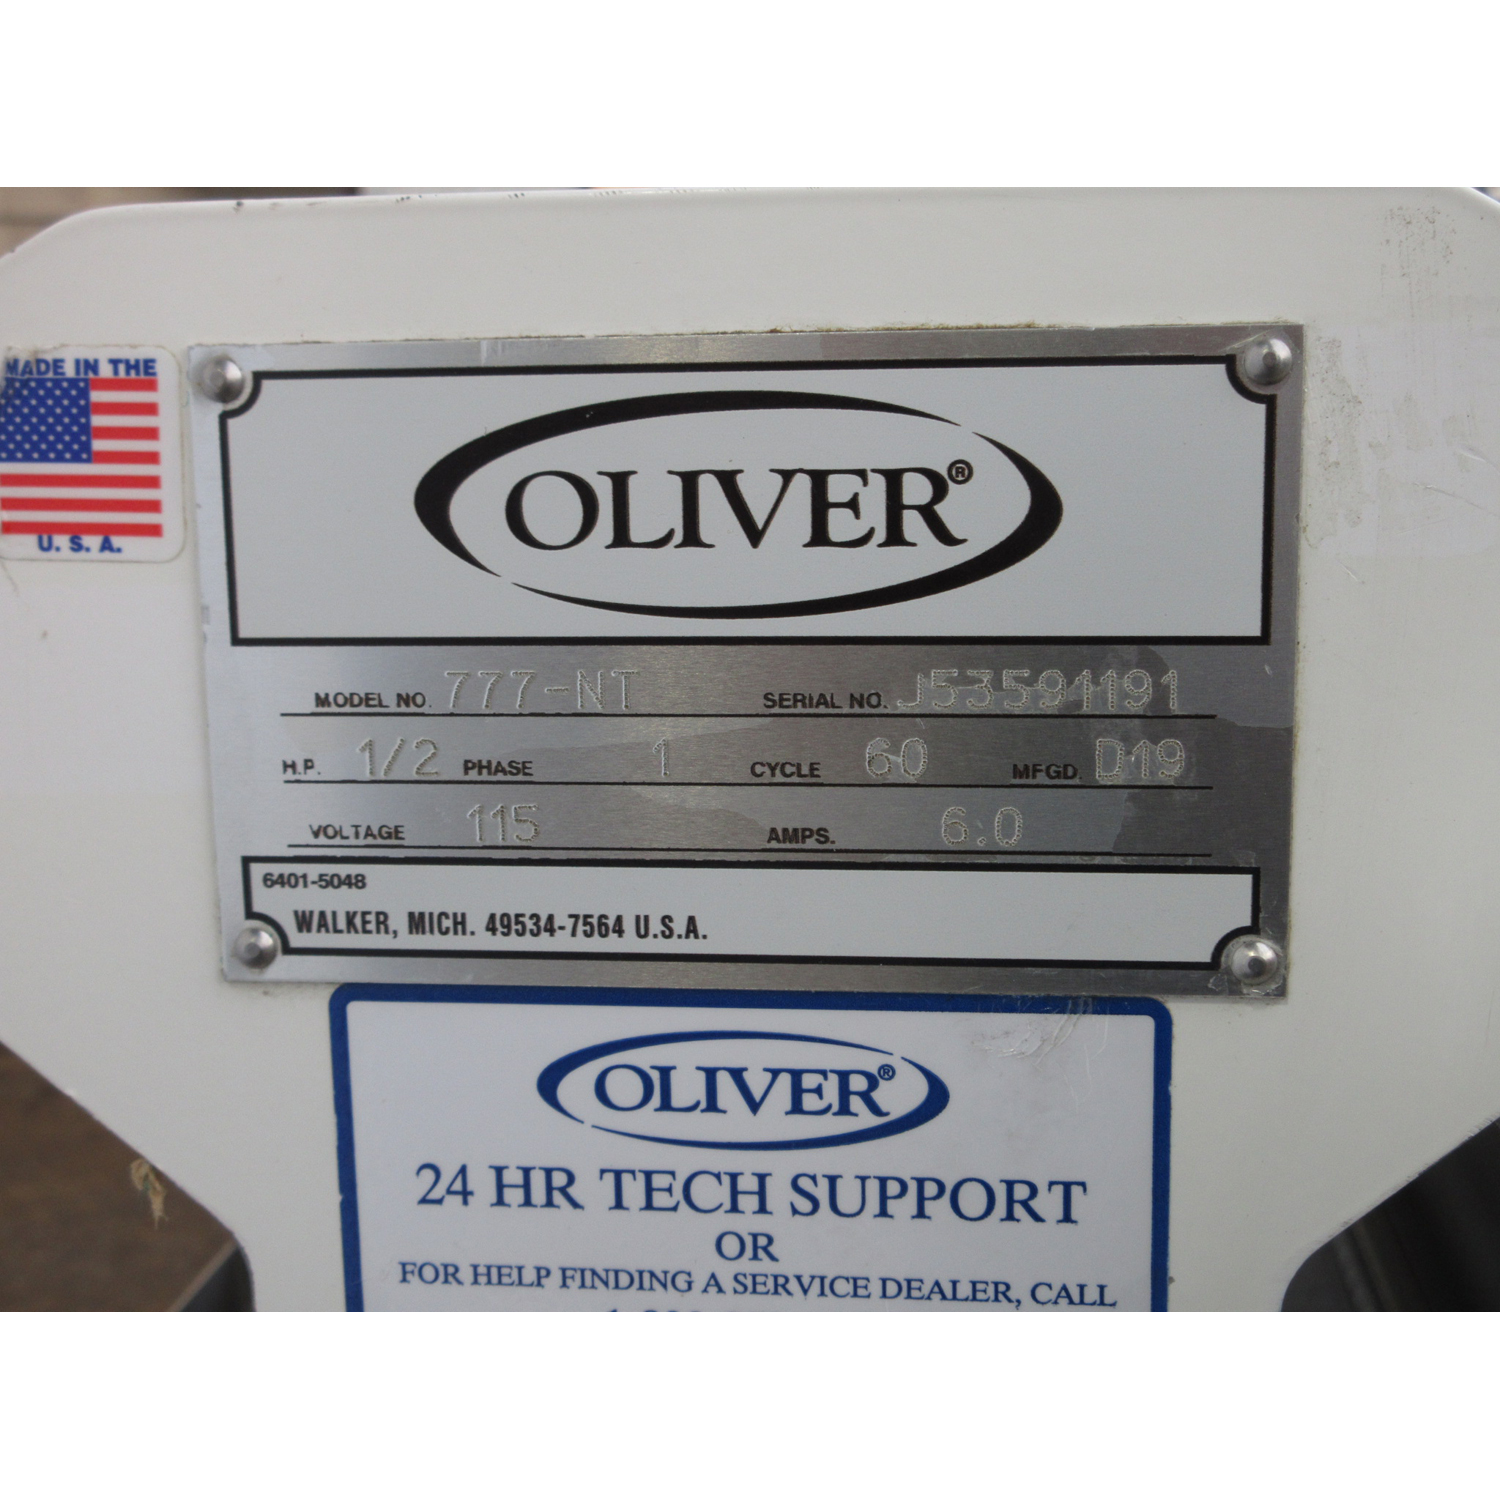 MADE IN THE
U. S. A.
OLIVER®
MODEL NO. 777-NT SERIAL NO. J53591191
H.P. 1/2 PHASE 1 CYCLE 60 MFGD. D19
VOLTAGE 115 AMPS. 6.0
6401-5048
WALKER, MICH. 49534-7564 U.S.A.
OLIVER®
24 HR TECH SUPPORT
OR
FOR HELP FINDING A SERVICE DEALER, CALL